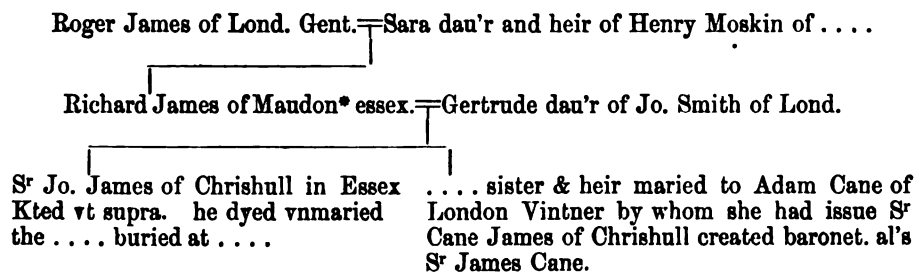 Roger James of Lond. Gent.=Sara dau'r and heir of Henry Moskin of . . . .
Richard James of Maudon* essex.=Gertrude dau'r of Jo. Smith of Lond.
Sr Jo. James of Chrishull in Essex
Kted vt supra. he dyed vnmaried
the . . . . buried at . . . .
. . . . sister & heir maried to Adam Cane of
London Vintner by whom she had issue Sr
Cane James of Chrishull created baronet. al's
Sr James Cane.